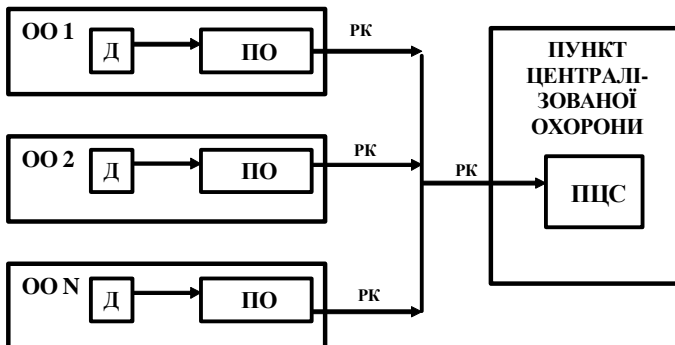 ОО 1
Д
ПО
РК
ОО 2
Д
ПО
РК
ОО N
Д
ПО
РК
РК
ПУНКТ
ЦЕНТРАЛІ-
ЗОВАНОЇ
ОХОРОНИ
ПЦС